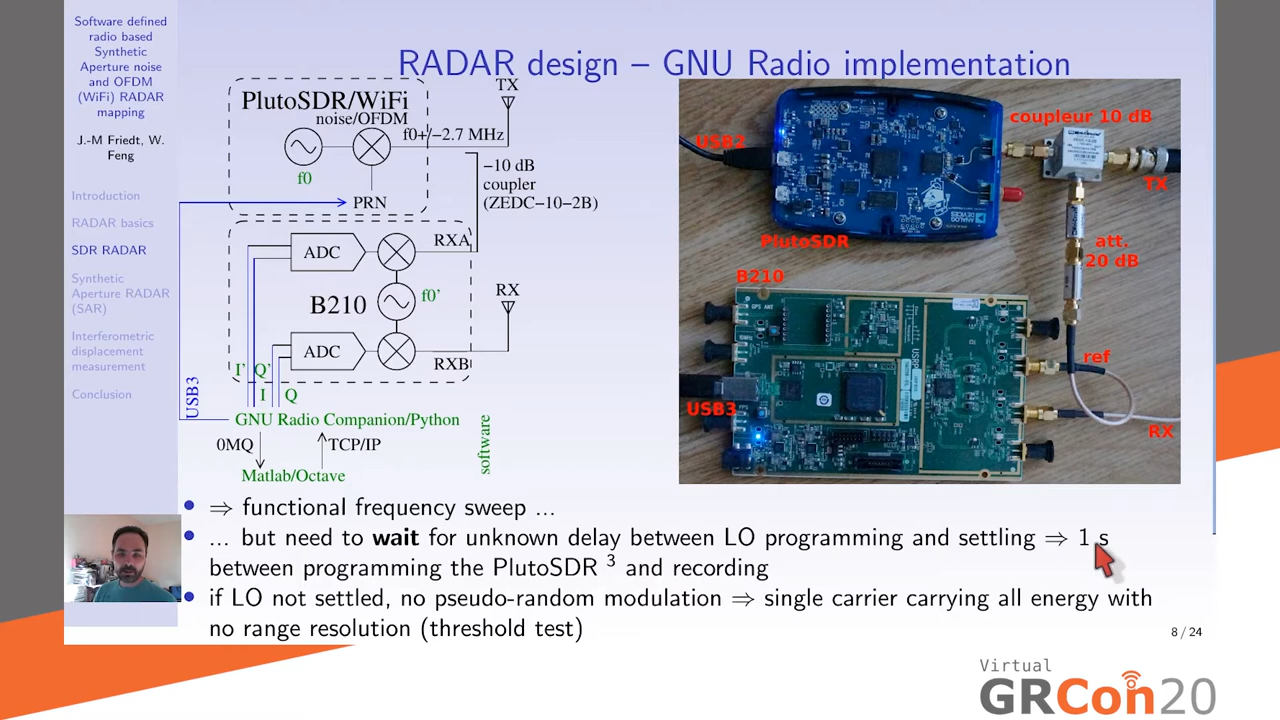 Software defined
radio based
Synthetic
Aperture noise
and OFDM
(WiFi) RADAR
mapping
J.-M Friedt, W.
Feng
Introduction
RADAR basics
SDR RADAR
Synthetic
Aperture RADAR
(SAR)
Interferometric
displacement
measurement
Conclusion
RADAR design – GNU Radio implementation
PlutoSDR/WiFi
noise/OFDM
TX
f0+/−2.7 MHz
f0
−10 dB
coupler
(ZEDC−10−2B)
PRN
RXA
ADC
B210
f0'
RX
ADC
RXB
I' Q'
I Q
USB3
GNU Radio Companion/Python
0MQ
TCP/IP
Matlab/Octave
software
coupleur 10 dB
USB2
TX
PlutoSDR
att.
20 dB
B210
GPS ANT
USRP
ANALOG
DEVICES
ref
USB3
RX
⇒ functional frequency sweep ...
... but need to wait for unknown delay between LO programming and settling ⇒ 1 s
between programming the PlutoSDR 3 and recording
if LO not settled, no pseudo-random modulation ⇒ single carrier carrying all energy with
no range resolution (threshold test)
8 / 24
Virtual
GRCon20